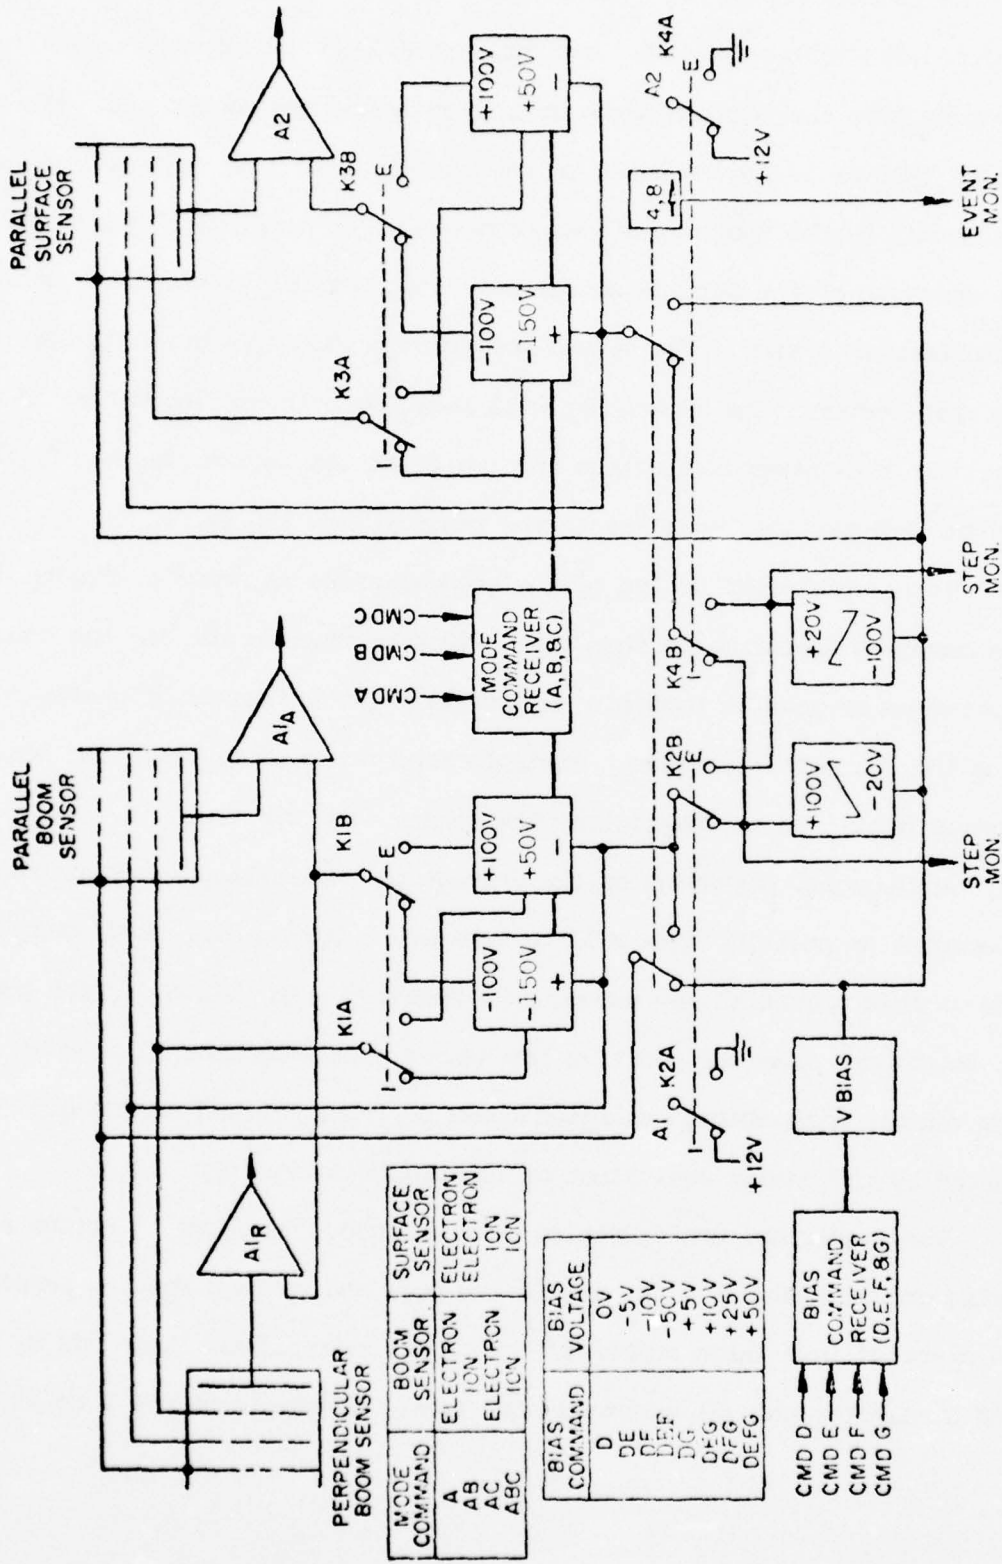 PERPENDICULAR
BOOM SENSOR
A1R
PARALLEL
BOOM
SENSOR
A1A
PARALLEL
SURFACE
SENSOR
A2
K1A
K1B
I
E
-100V
-150V
+
+100V
+50V
-
CMD A
CMD B
CMD C
MODE
COMMAND
RECEIVER
(A,B,&C)
K3A
K3B
I
E
-100V
-150V
+
+100V
+50V
-
MODE COMMAND
BOOM SENSOR
SURFACE SENSOR
A ELECTRON ELECTRON
AB ION ELECTRON
AC ELECTRON ION
ABC ION ION
BIAS COMMAND
BIAS VOLTAGE
D 0V
DE -5V
DF -10V
DEF -50V
DG +5V
DEG +10V
DFG +25V
DEFG +50V
A1
K2A
I
+12V
K2B
E
K4B
I
4,8
A2
K4A
E
+12V
CMD D
CMD E
CMD F
CMD G
BIAS
COMMAND
RECEIVER
(D,E,F,&G)
V BIAS
+100V
-20V
+20V
-100V
STEP
MON.
STEP
MON.
EVENT
MON.